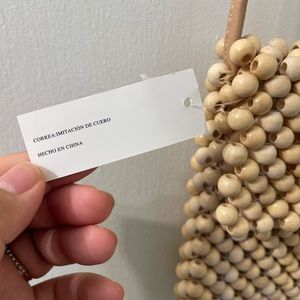 CORREA:IMITACIÓN DE CUERO
HECHO EN CHINA